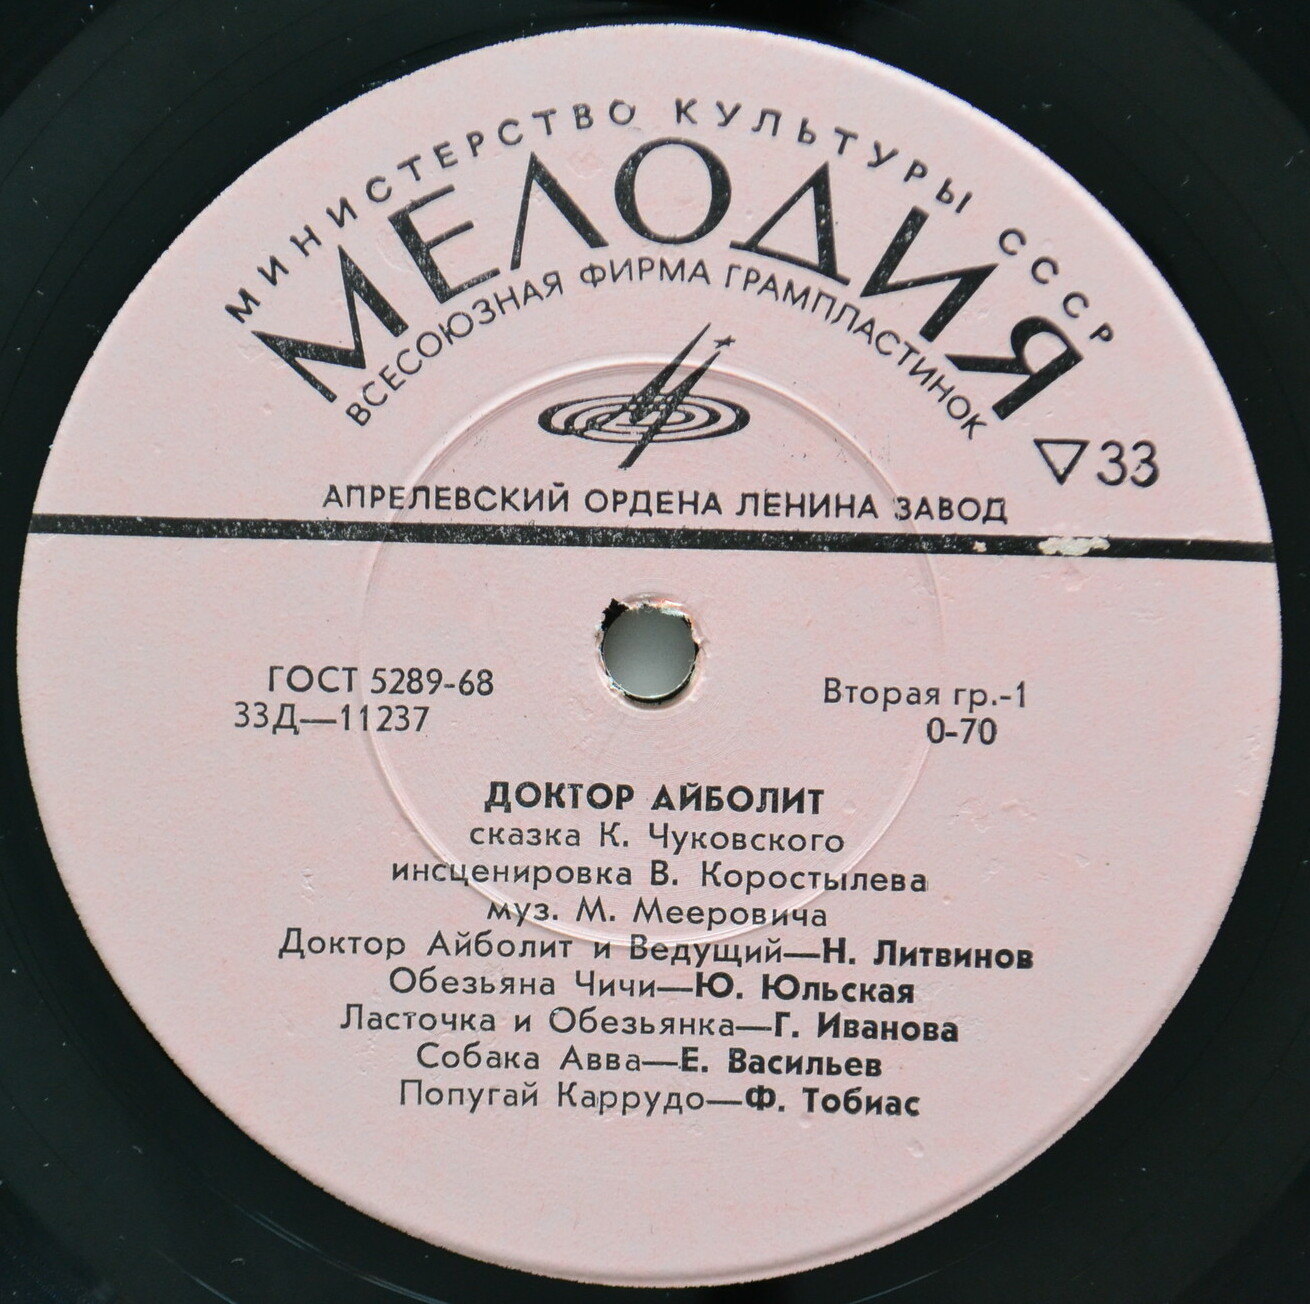 МИНИСТЕРСТВО КУЛЬТУРЫ СССР
МЕЛОДИЯ
ВСЕСОЮЗНАЯ ФИРМА ГРАМПЛАСТИНОК
33
АПРЕЛЕВСКИЙ ОРДЕНА ЛЕНИНА ЗАВОД
ГОСТ 5289-68
33Д—11237
Вторая гр.-1
0-70
ДОКТОР АЙБОЛИТ
сказка К. Чуковского
инсценировка В. Коростылева
муз. М. Мееровича
Доктор Айболит и Ведущий—Н. Литвинов
Обезьяна Чичи—Ю. Юльская
Ласточка и Обезьянка—Г. Иванова
Собака Авва—Е. Васильев
Попугай Каррудо—Ф. Тобиас